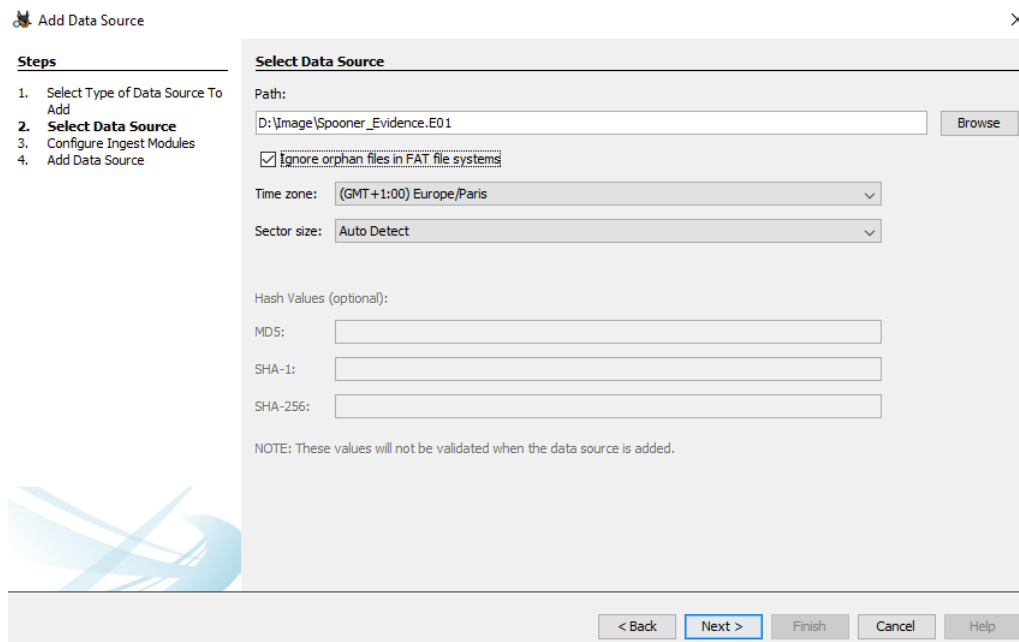 Add Data Source
Steps
1. Select Type of Data Source To
Add
2. Select Data Source
3. Configure Ingest Modules
4. Add Data Source
Select Data Source
Path:
D:\Image\Spooner_Evidence.E01
Browse
Ignore orphan files in FAT file systems
Time zone: (GMT+1:00) Europe/Paris
Sector size: Auto Detect
Hash Values (optional):
MD5:
SHA-1:
SHA-256:
NOTE: These values will not be validated when the data source is added.
< Back Next > Finish Cancel Help